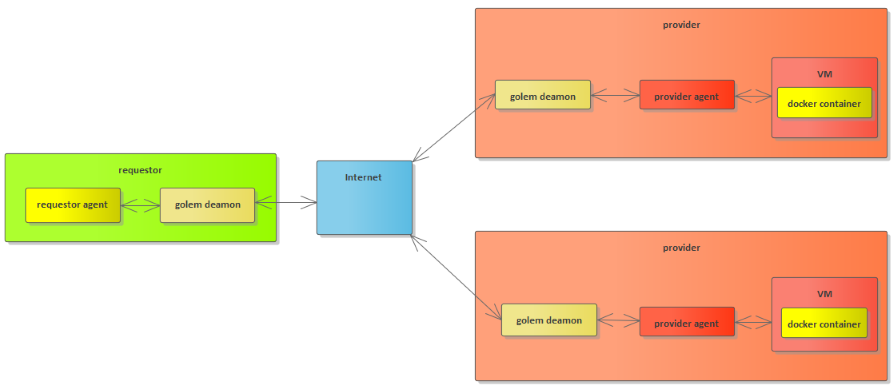 provider
VM
golem deamon
provider agent
docker container
requestor
requestor agent
golem deamon
Internet
provider
VM
golem deamon
provider agent
docker container